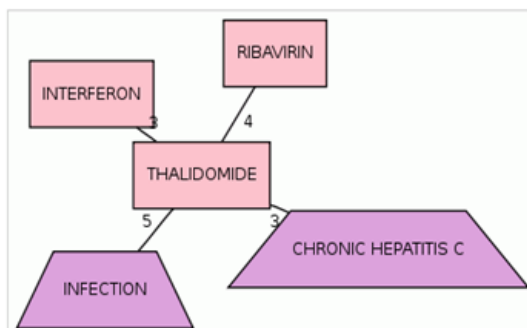 RIBAVIRIN
INTERFERON
3
4
THALIDOMIDE
5
3
CHRONIC HEPATITIS C
INFECTION